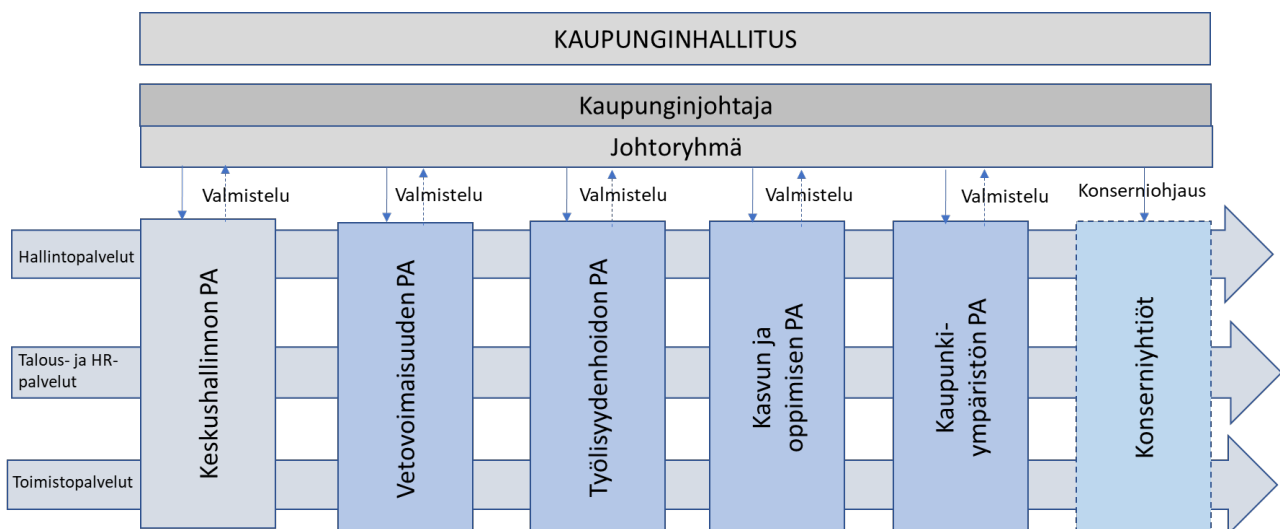 KAUPUNGINHALLITUS
Kaupunginjohtaja
Johtoryhmä
Valmistelu
Valmistelu
Valmistelu
Valmistelu
Valmistelu
Konserniohjaus
Hallintopalvelut
Talous- ja HR-
palvelut
Toimistopalvelut
Keskushallinnon PA
Vetovoimaisuuden PA
Työlisyydenhoidon PA
Kasvun ja
oppimisen PA
Kaupunki-
ympäristön PA
Konserniyhtiöt